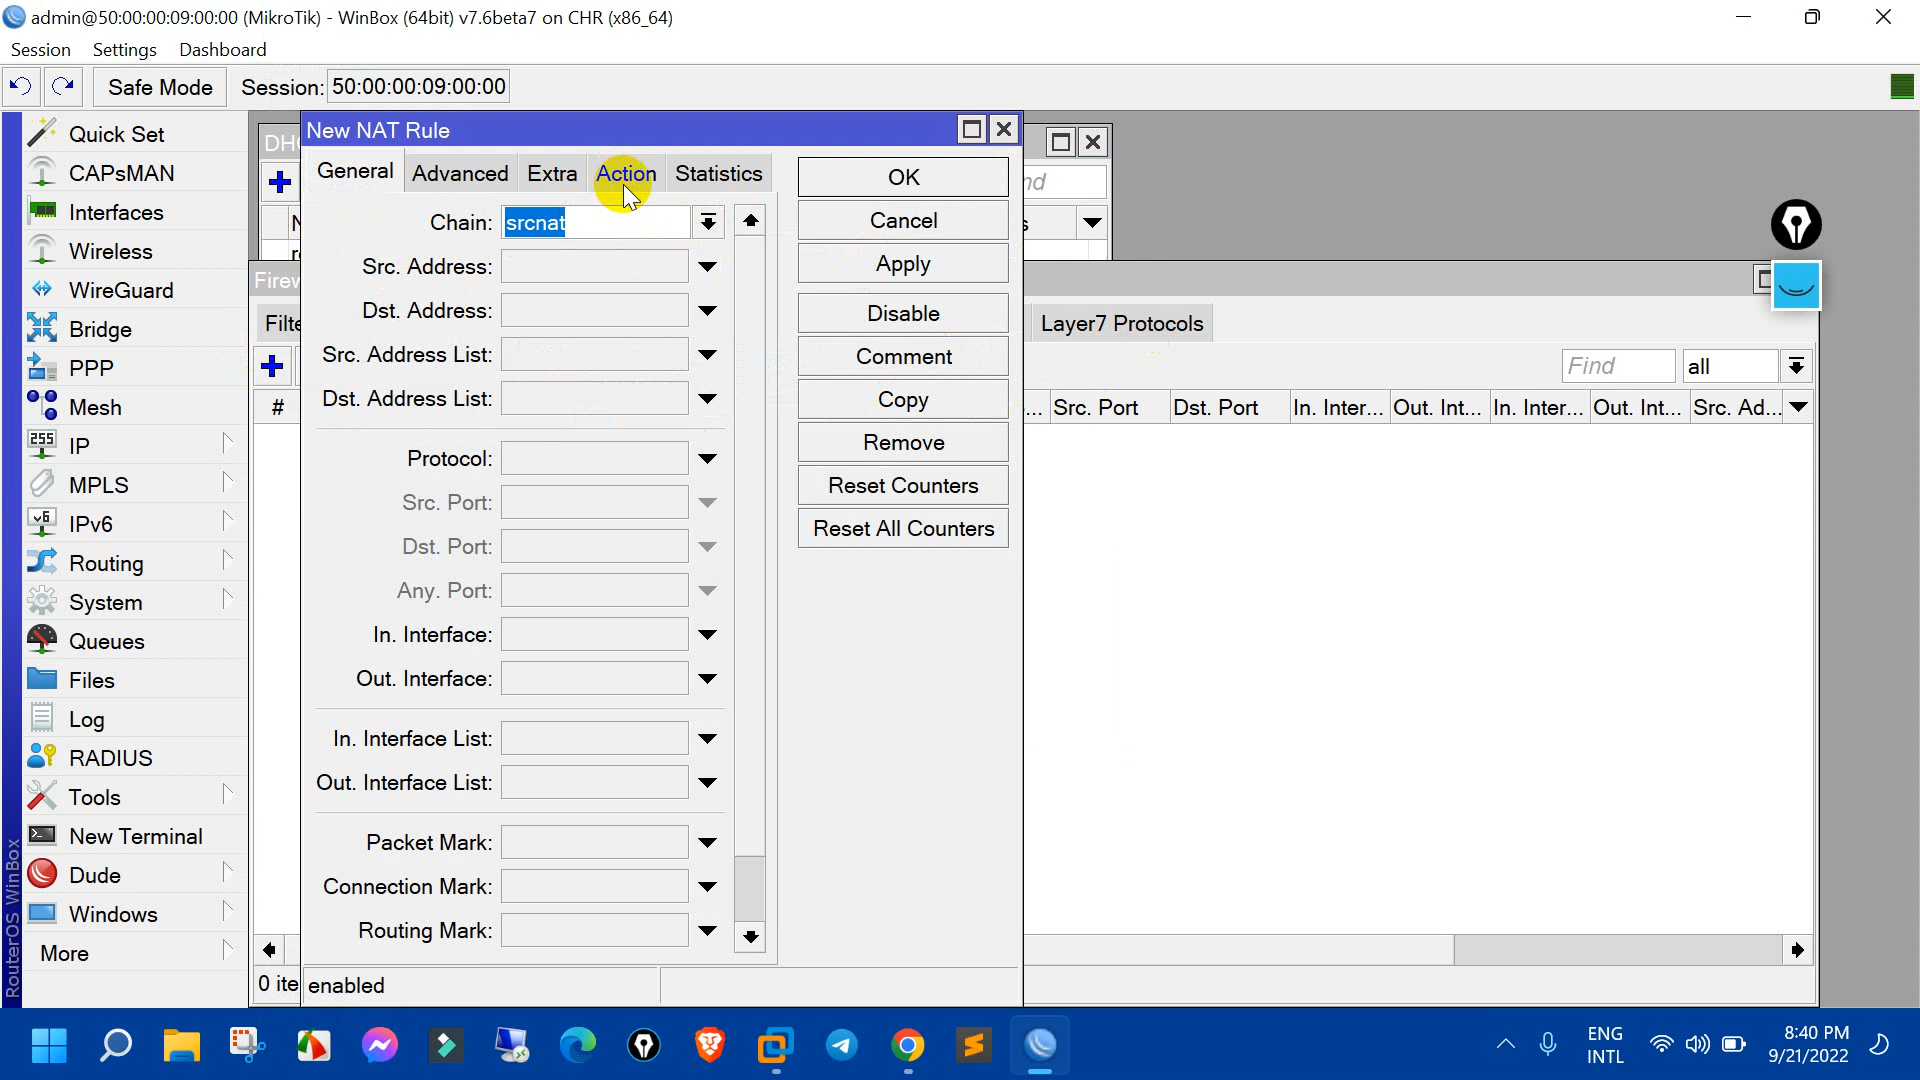 admin@50:00:00:09:00:00 (MikroTik) - WinBox (64bit) v7.6beta7 on CHR (x86_64)
Session Settings Dashboard
Safe Mode Session: 50:00:00:09:00:00
Quick Set
CAPsMAN
Interfaces
Wireless
WireGuard
Bridge
PPP
Mesh
255 IP
MPLS
v6 IPv6
Routing
System
Queues
Files
Log
RADIUS
Tools
New Terminal
Dude
Windows
More
RouterOS WinBox
New NAT Rule
General Advanced Extra Action Statistics
Chain: srcnat
Src. Address:
Dst. Address:
Src. Address List:
Dst. Address List:
Protocol:
Src. Port:
Dst. Port:
Any. Port:
In. Interface:
Out. Interface:
In. Interface List:
Out. Interface List:
Packet Mark:
Connection Mark:
Routing Mark:
enabled
OK
Cancel
Apply
Disable
Comment
Copy
Remove
Reset Counters
Reset All Counters
Layer7 Protocols
Find all
# ... Src. Port Dst. Port In. Inter... Out. Int... In. Inter... Out. Int... Src. Ad...
0 ite
ENG
INTL
8:40 PM
9/21/2022